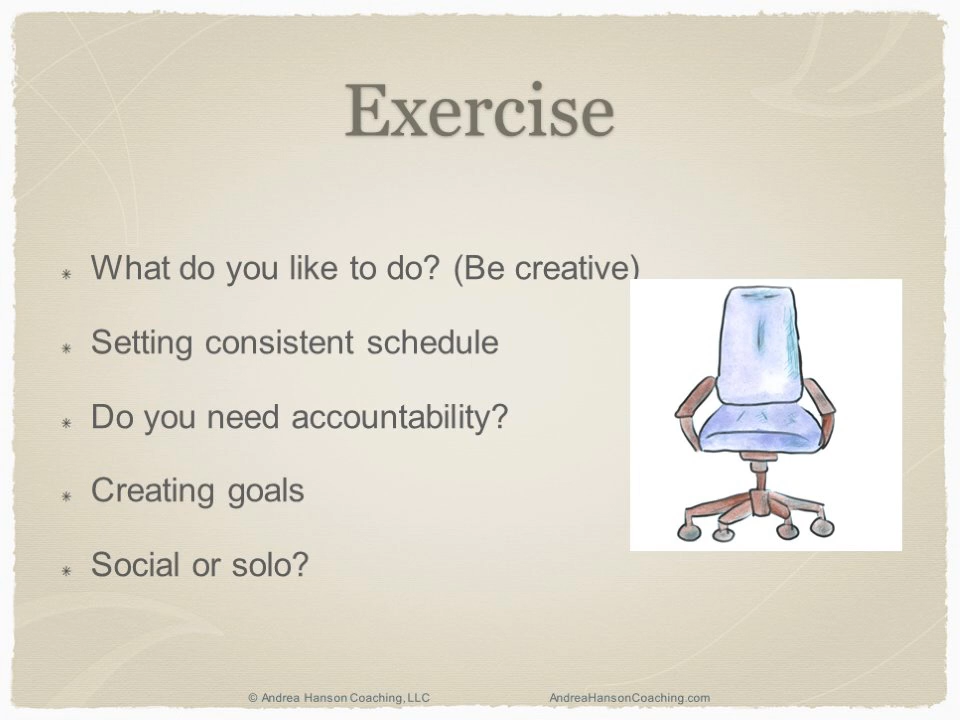 Exercise
What do you like to do? (Be creative)
Setting consistent schedule
Do you need accountability?
Creating goals
Social or solo?
© Andrea Hanson Coaching, LLC
AndreaHansonCoaching.com